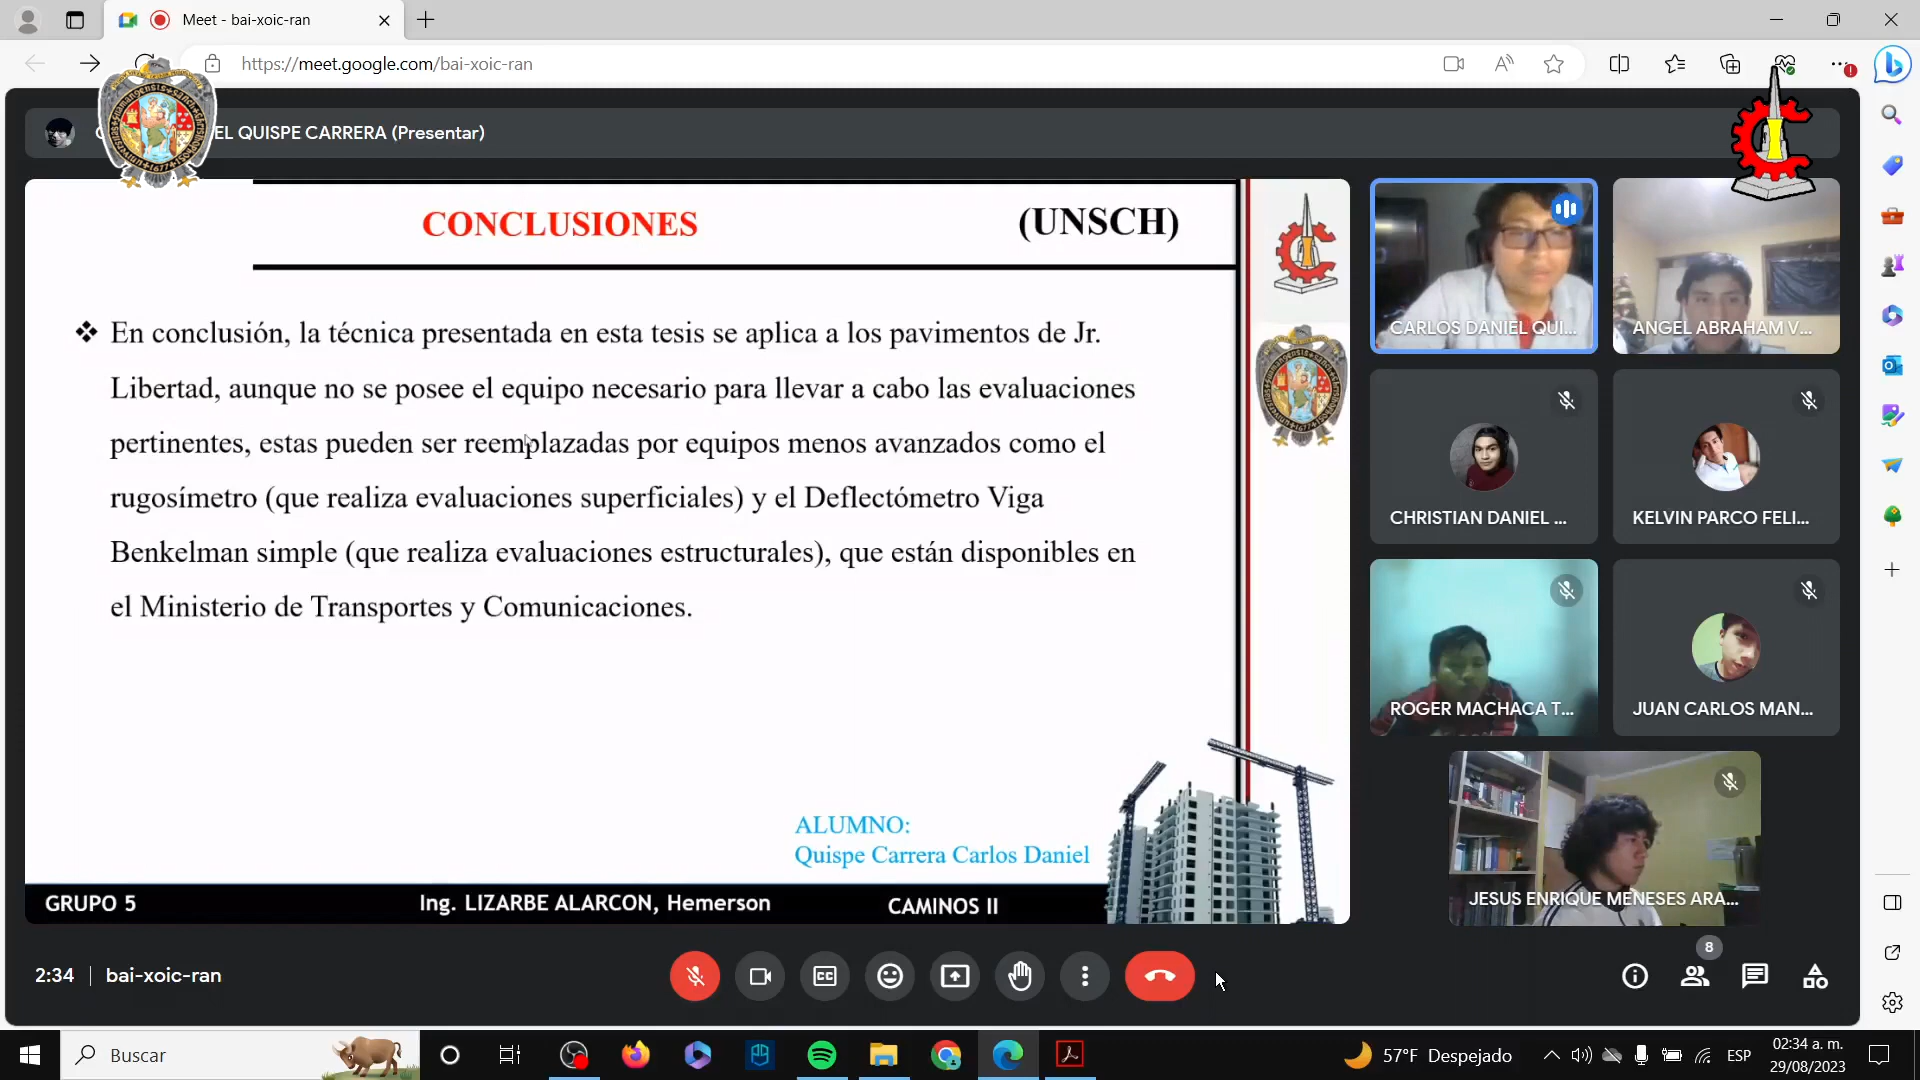 Meet - bai-xoic-ran
https://meet.google.com/bai-xoic-ran
EL QUISPE CARRERA (Presentar)
CONCLUSIONES
(UNSCH)
❖ En conclusión, la técnica presentada en esta tesis se aplica a los pavimentos de Jr.
Libertad, aunque no se posee el equipo necesario para llevar a cabo las evaluaciones
pertinentes, estas pueden ser reemplazadas por equipos menos avanzados como el
rugosímetro (que realiza evaluaciones superficiales) y el Deflectómetro Viga
Benkelman simple (que realiza evaluaciones estructurales), que están disponibles en
el Ministerio de Transportes y Comunicaciones.
ALUMNO:
Quispe Carrera Carlos Daniel
GRUPO 5
Ing. LIZARBE ALARCON, Hemerson
CAMINOS II
CARLOS DANIEL QUI...
ANGEL ABRAHAM V...
CHRISTIAN DANIEL ...
KELVIN PARCO FELI...
ROGER MACHACA T...
JUAN CARLOS MAN...
JESUS ENRIQUE MENESES ARA...
2:34 | bai-xoic-ran
8
Buscar
57°F Despejado
ESP
02:34 a. m.
29/08/2023